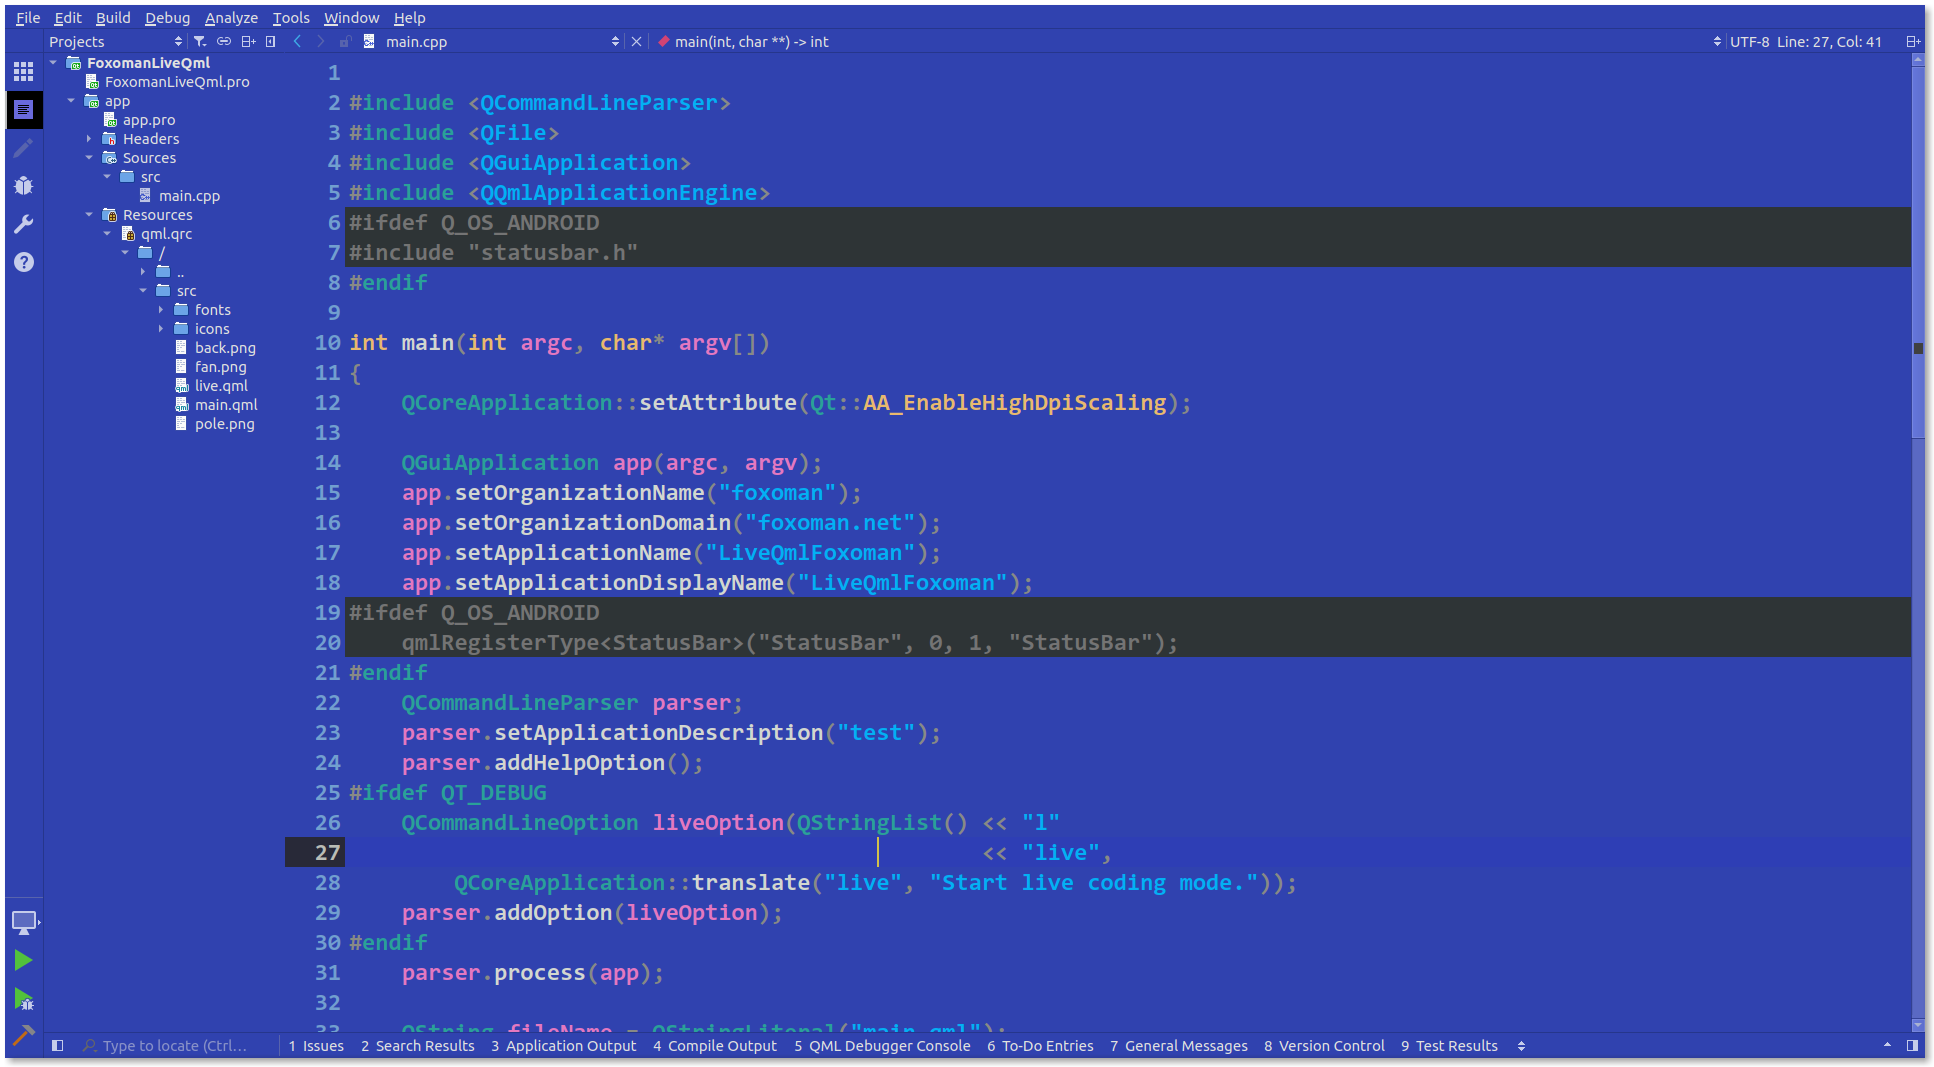 File Edit Build Debug Analyze Tools Window Help
Projects main.cpp main(int, char **) -> int UTF-8 Line: 27, Col: 41
FoxomanLiveQml
FoxomanLiveQml.pro
app
app.pro
Headers
Sources
src
main.cpp
Resources
qml.qrc
/
..
src
fonts
icons
back.png
fan.png
live.qml
main.qml
pole.png
1
2 #include <QCommandLineParser>
3 #include <QFile>
4 #include <QGuiApplication>
5 #include <QQmlApplicationEngine>
6 #ifdef Q_OS_ANDROID
7 #include "statusbar.h"
8 #endif
9
10 int main(int argc, char* argv[])
11 {
12     QCoreApplication::setAttribute(Qt::AA_EnableHighDpiScaling);
13
14     QGuiApplication app(argc, argv);
15     app.setOrganizationName("foxoman");
16     app.setOrganizationDomain("foxoman.net");
17     app.setApplicationName("LiveQmlFoxoman");
18     app.setApplicationDisplayName("LiveQmlFoxoman");
19 #ifdef Q_OS_ANDROID
20     qmlRegisterType<StatusBar>("StatusBar", 0, 1, "StatusBar");
21 #endif
22     QCommandLineParser parser;
23     parser.setApplicationDescription("test");
24     parser.addHelpOption();
25 #ifdef QT_DEBUG
26     QCommandLineOption liveOption(QStringList() << "l"
27                                                 << "live",
28         QCoreApplication::translate("live", "Start live coding mode."));
29     parser.addOption(liveOption);
30 #endif
31     parser.process(app);
32
33     QString fileName = QStringLiteral("main.qml");
Type to locate (Ctrl... 1 Issues 2 Search Results 3 Application Output 4 Compile Output 5 QML Debugger Console 6 To-Do Entries 7 General Messages 8 Version Control 9 Test Results